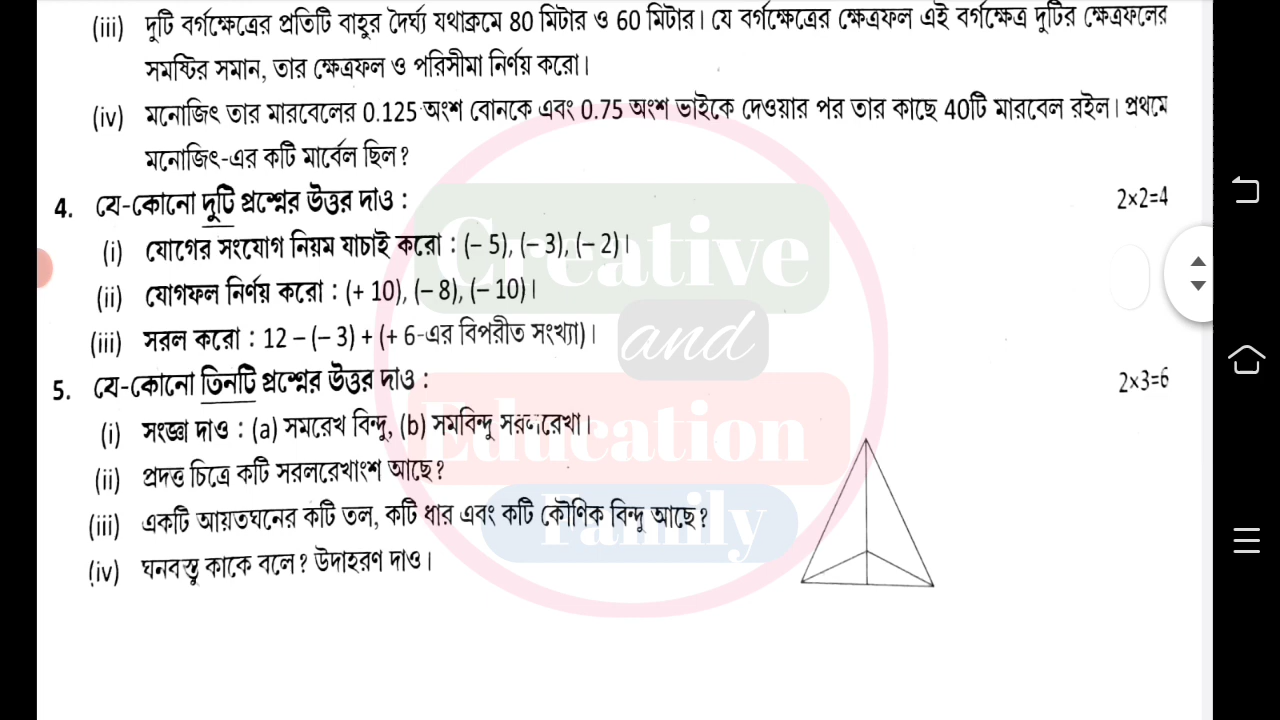 (iii) দুটি বর্গক্ষেত্রের প্রতিটি বাহুর দৈর্ঘ্য যথাক্রমে 80 মিটার ও 60 মিটার। যে বর্গক্ষেত্রের ক্ষেত্রফল এই বর্গক্ষেত্র দুটির ক্ষেত্রফলের
সমষ্টির সমান, তার ক্ষেত্রফল ও পরিসীমা নির্ণয় করো।
(iv) মনোজিৎ তার মারবেলের 0.125 অংশ বোনকে এবং 0.75 অংশ ভাইকে দেওয়ার পর তার কাছে 40টি মারবেল রইল। প্রথমে
মনোজিৎ-এর কটি মার্বেল ছিল?
4. যে-কোনো দুটি প্রশ্নের উত্তর দাও : 2×2=4
(i) যোগের সংযোগ নিয়ম যাচাই করো : (– 5), (– 3), (– 2)।
(ii) যোগফল নির্ণয় করো : (+ 10), (– 8), (– 10)।
(iii) সরল করো : 12 – (– 3) + (+ 6-এর বিপরীত সংখ্যা)।
5. যে-কোনো তিনটি প্রশ্নের উত্তর দাও : 2×3=6
(i) সংজ্ঞা দাও : (a) সমরেখ বিন্দু, (b) সমবিন্দু সরলরেখা।
(ii) প্রদত্ত চিত্রে কটি সরলরেখাংশ আছে?
(iii) একটি আয়তঘনের কটি তল, কটি ধার এবং কটি কৌণিক বিন্দু আছে?
(iv) ঘনবস্তু কাকে বলে? উদাহরণ দাও।
Creative
and
Education
Family